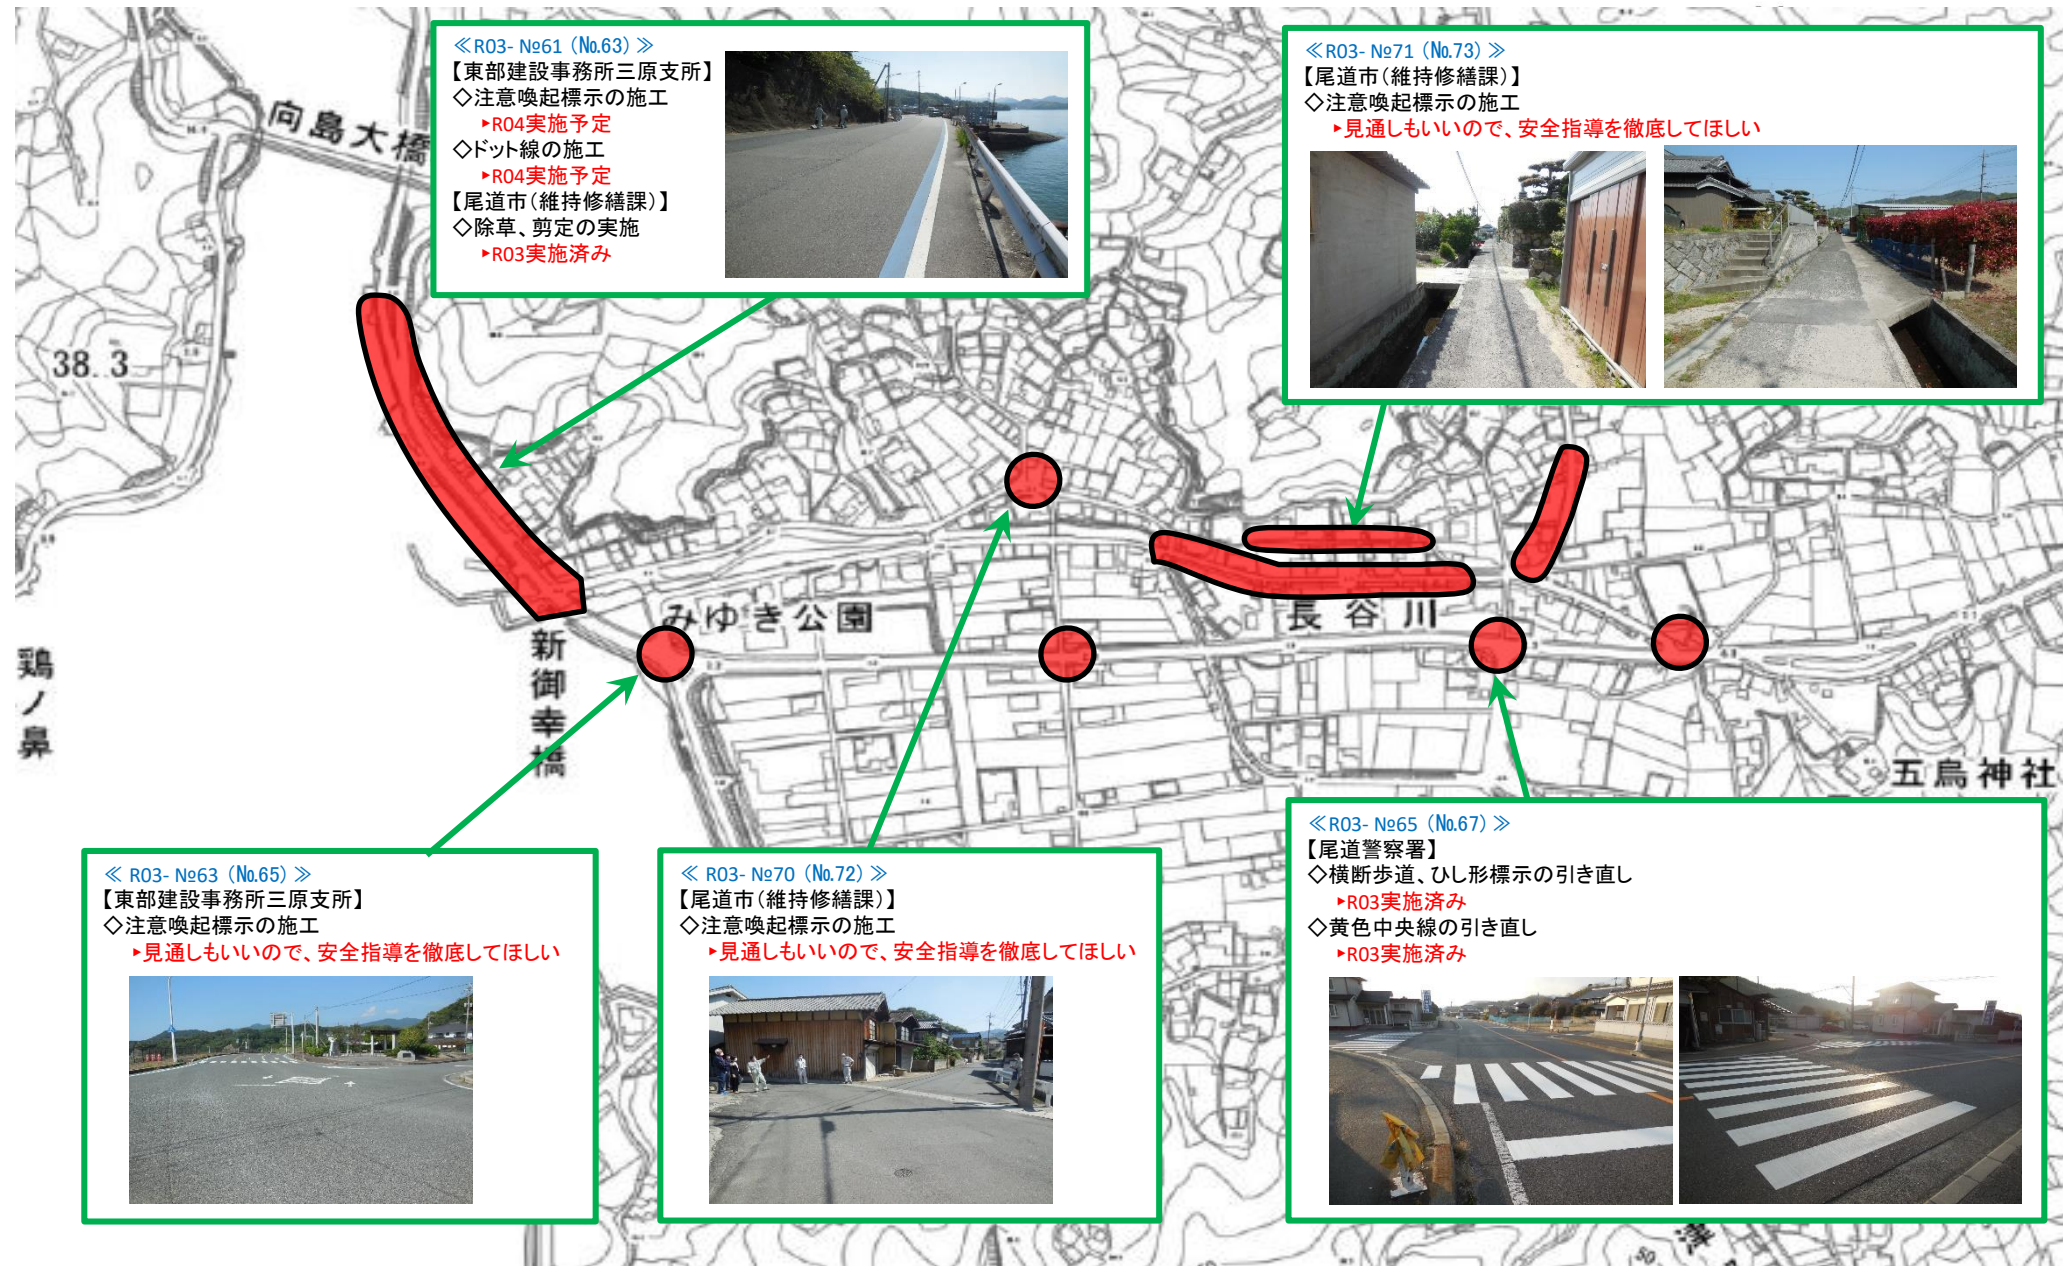 ≪R03- №61 (No.63) ≫
【東部建設事務所三原支所】
◇注意喚起標示の施工
▸R04実施予定
◇ドット線の施工
▸R04実施予定
【尾道市(維持修繕課)】
◇除草、剪定の実施
▸R03実施済み
≪R03- №71 (No.73) ≫
【尾道市(維持修繕課)】
◇注意喚起標示の施工
▸見通しもいいので、安全指導を徹底してほしい
向島大橋
38.3
みゆき公園
長谷川
新御幸橋
鶏ノ鼻
五烏神社
≪ R03- №63 (No.65) ≫
【東部建設事務所三原支所】
◇注意喚起標示の施工
▸見通しもいいので、安全指導を徹底してほしい
≪ R03- №70 (No.72) ≫
【尾道市(維持修繕課)】
◇注意喚起標示の施工
▸見通しもいいので、安全指導を徹底してほしい
≪R03- №65 (No.67) ≫
【尾道警察署】
◇横断歩道、ひし形標示の引き直し
▸R03実施済み
◇黄色中央線の引き直し
▸R03実施済み
津
50